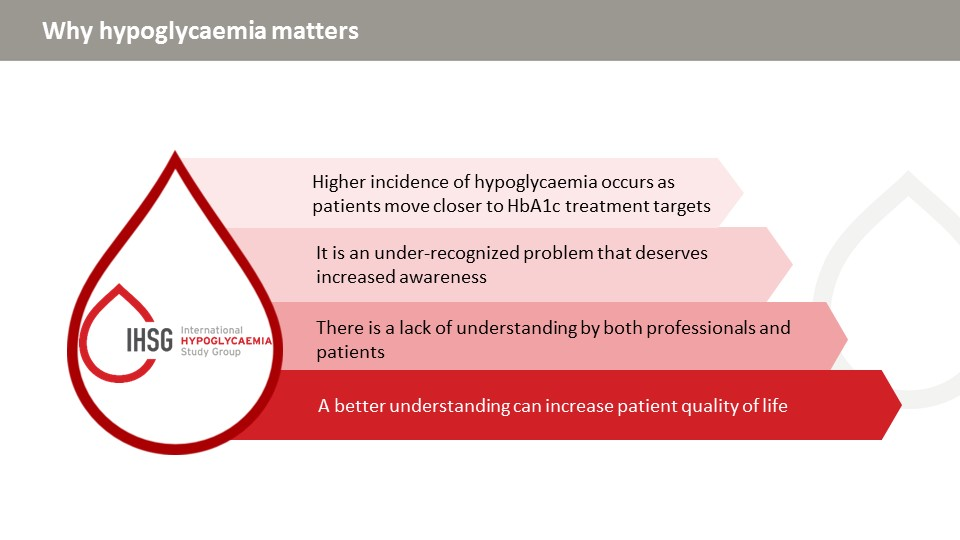 Why hypoglycaemia matters
Higher incidence of hypoglycaemia occurs as
patients move closer to HbA1c treatment targets
It is an under-recognized problem that deserves
increased awareness
IHSG
International
HYPOGLYCAEMIA
Study Group
There is a lack of understanding by both professionals and
patients
A better understanding can increase patient quality of life